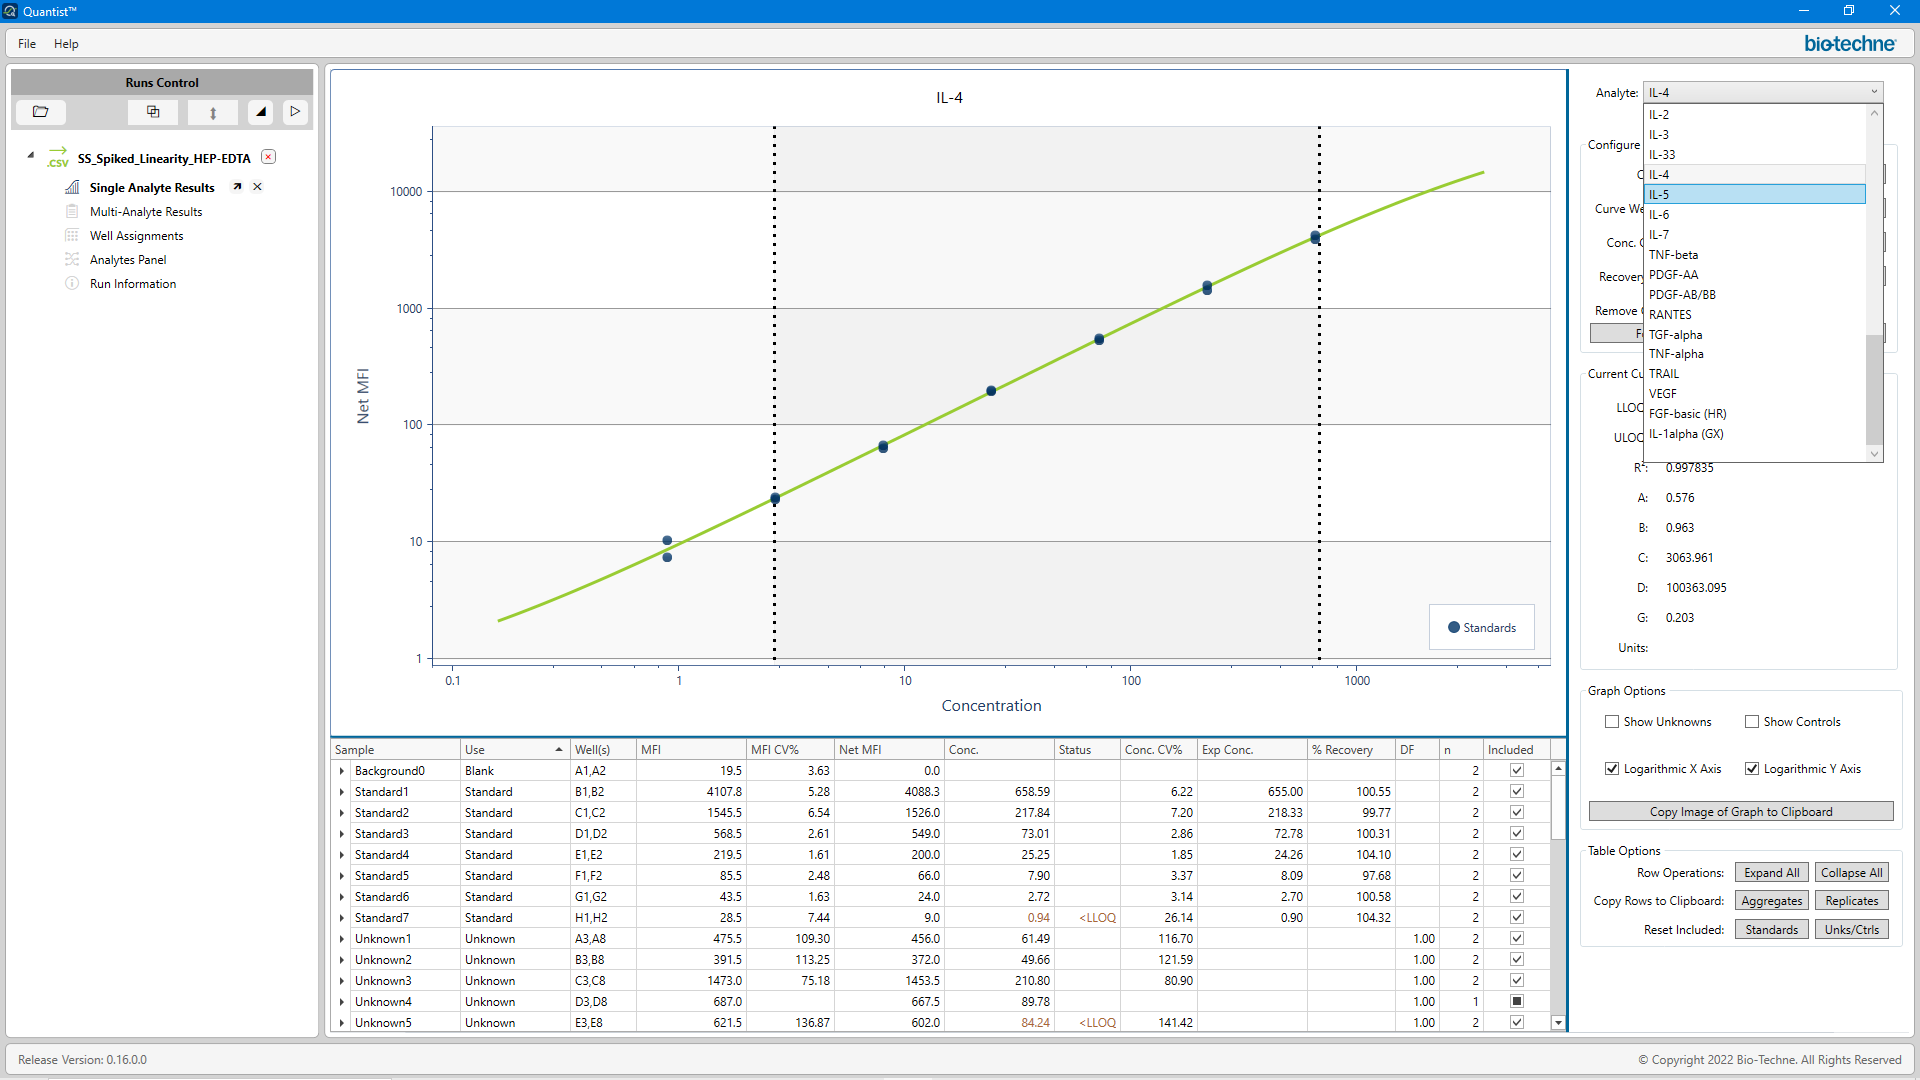 Quantist™
File Help
bio-techne
Runs Control
.CSV SS_Spiked_Linearity_HEP-EDTA
Single Analyte Results
Multi-Analyte Results
Well Assignments
Analytes Panel
Run Information
IL-4
10000
1000
100
10
1
Net MFI
0.1 1 10 100 1000
Concentration
Standards
Analyte: IL-4
IL-2
IL-3
IL-33
IL-4
IL-5
IL-6
IL-7
TNF-beta
PDGF-AA
PDGF-AB/BB
RANTES
TGF-alpha
TNF-alpha
TRAIL
VEGF
FGF-basic (HR)
IL-1alpha (GX)
Configure
C
Curve We
Conc. C
Recovery
Remove
Current Cu
LLOQ
ULOQ
R²: 0.997835
A: 0.576
B: 0.963
C: 3063.961
D: 100363.095
G: 0.203
Units:
Graph Options
Show Unknowns Show Controls
Logarithmic X Axis Logarithmic Y Axis
Copy Image of Graph to Clipboard
Table Options
Row Operations: Expand All Collapse All
Copy Rows to Clipboard: Aggregates Replicates
Reset Included: Standards Unks/Ctrls
Sample Use Well(s) MFI MFI CV% Net MFI Conc. Status Conc. CV% Exp Conc. % Recovery DF n Included
Background0 Blank A1,A2 19.5 3.63 0.0 2
Standard1 Standard B1,B2 4107.8 5.28 4088.3 658.59 6.22 655.00 100.55 2
Standard2 Standard C1,C2 1545.5 6.54 1526.0 217.84 7.20 218.33 99.77 2
Standard3 Standard D1,D2 568.5 2.61 549.0 73.01 2.86 72.78 100.31 2
Standard4 Standard E1,E2 219.5 1.61 200.0 25.25 1.85 24.26 104.10 2
Standard5 Standard F1,F2 85.5 2.48 66.0 7.90 3.37 8.09 97.68 2
Standard6 Standard G1,G2 43.5 1.63 24.0 2.72 3.14 2.70 100.58 2
Standard7 Standard H1,H2 28.5 7.44 9.0 0.94 <LLOQ 26.14 0.90 104.32 2
Unknown1 Unknown A3,A8 475.5 109.30 456.0 61.49 116.70 1.00 2
Unknown2 Unknown B3,B8 391.5 113.25 372.0 49.66 121.59 1.00 2
Unknown3 Unknown C3,C8 1473.0 75.18 1453.5 210.80 80.90 1.00 2
Unknown4 Unknown D3,D8 687.0 667.5 89.78 1.00 1
Unknown5 Unknown E3,E8 621.5 136.87 602.0 84.24 <LLOQ 141.42 1.00 2
Release Version: 0.16.0.0
© Copyright 2022 Bio-Techne. All Rights Reserved